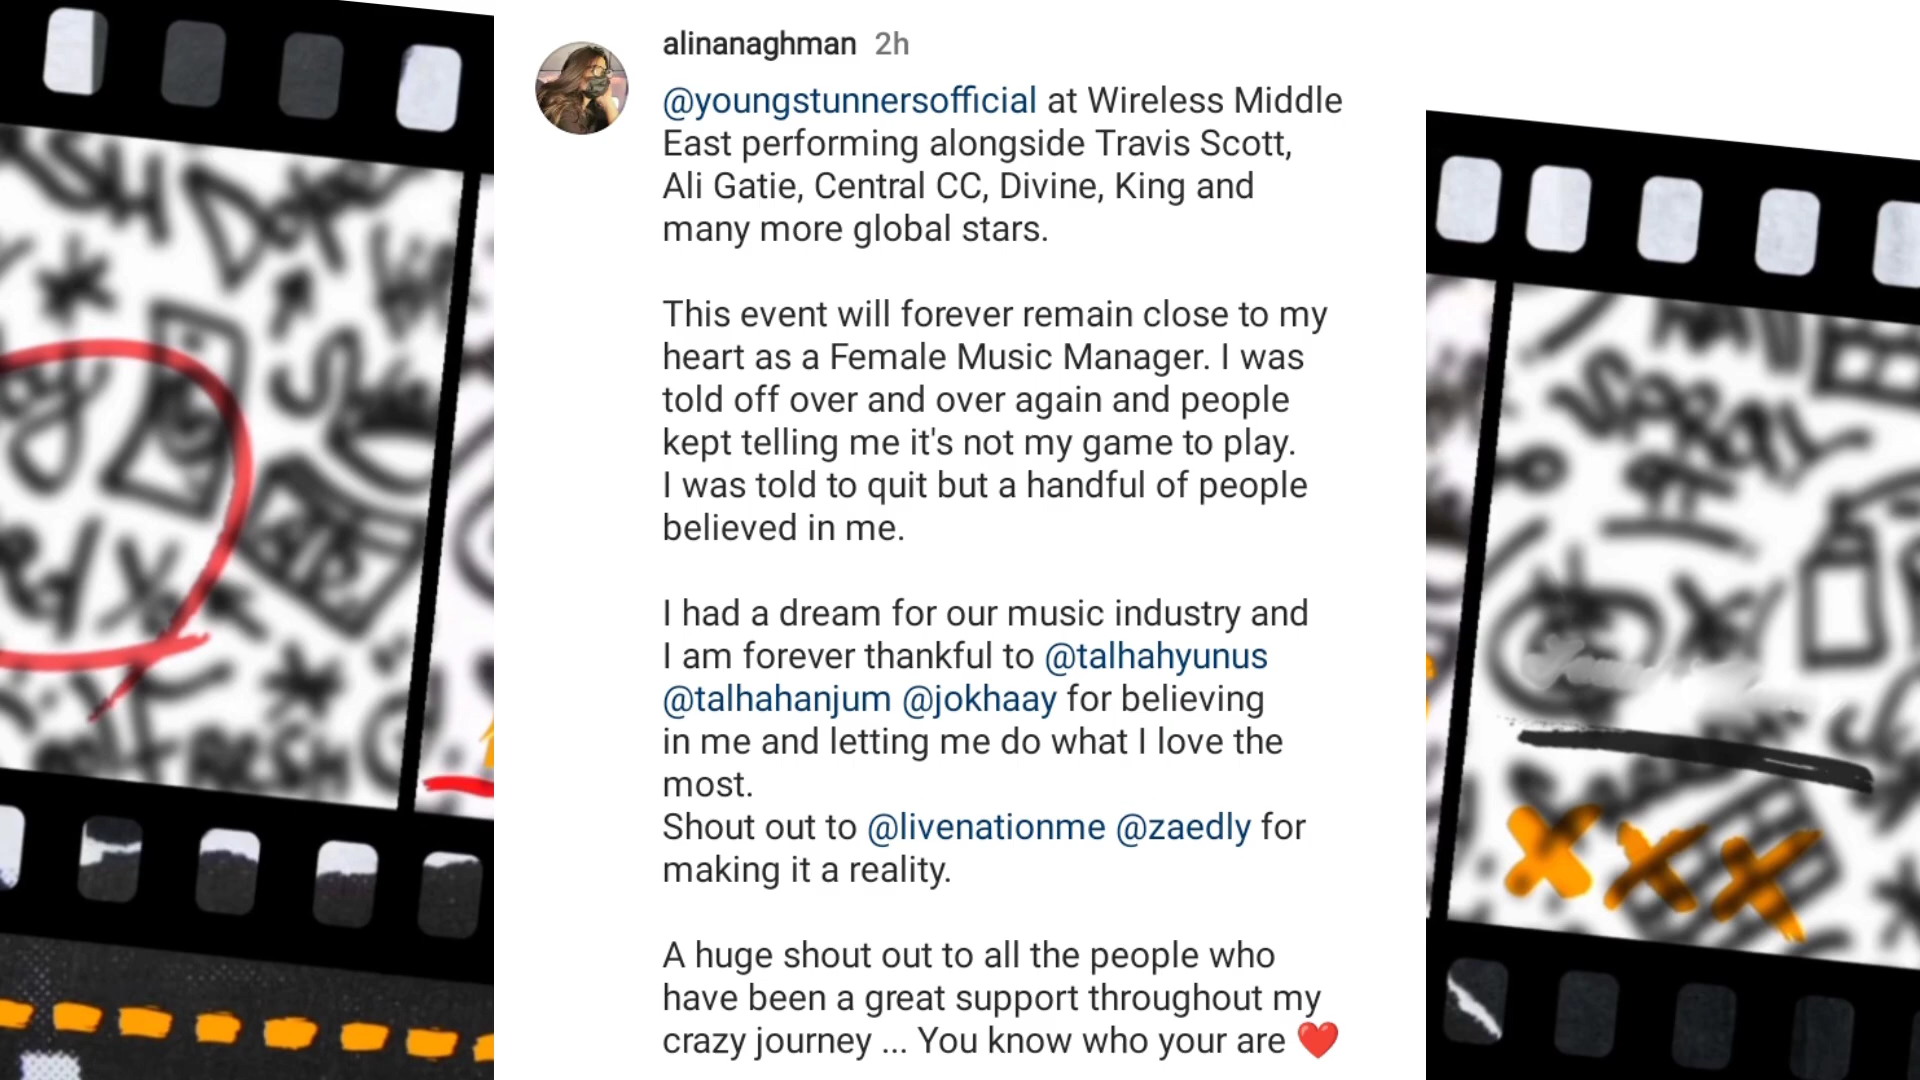 alinanaghman 2h
@youngstunnersofficial at Wireless Middle
East performing alongside Travis Scott,
Ali Gatie, Central CC, Divine, King and
many more global stars.
This event will forever remain close to my
heart as a Female Music Manager. I was
told off over and over again and people
kept telling me it's not my game to play.
I was told to quit but a handful of people
believed in me.
I had a dream for our music industry and
I am forever thankful to @talhahyunus
@talhahanjum @jokhaay for believing
in me and letting me do what I love the
most.
Shout out to @livenationme @zaedly for
making it a reality.
A huge shout out to all the people who
have been a great support throughout my
crazy journey ... You know who your are ❤️